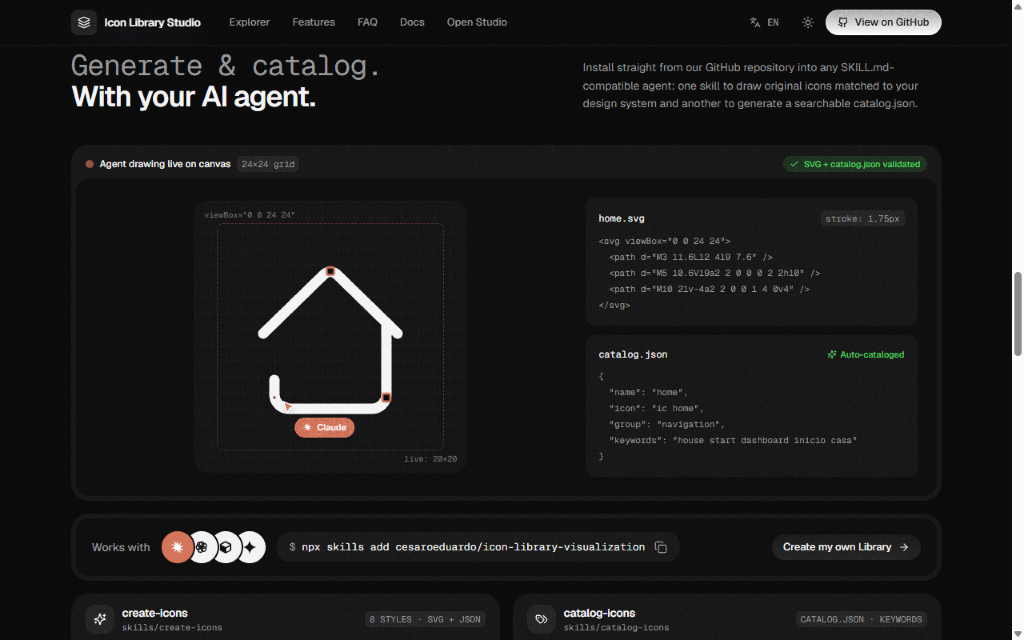 Icon Library Studio
Explorer
Features
FAQ
Docs
Open Studio
EN
View on GitHub
Generate & catalog.
With your AI agent.
Install straight from our GitHub repository into any SKILL.md-
compatible agent: one skill to draw original icons matched to your
design system and another to generate a searchable catalog.json.
Agent drawing live on canvas
24×24 grid
SVG + catalog.json validated
viewBox="0 0 24 24"
Claude
live: 20×20
home.svg
stroke: 1.75px
<svg viewBox="0 0 24 24">
<path d="M3 11.6L12 4l9 7.6" />
<path d="M5 10.6V19a2 2 0 0 0 2 2h10" />
<path d="M10 21v-4a2 2 0 0 1 4 0v4" />
</svg>
catalog.json
Auto-cataloged
{
"name": "home",
"icon": "ic home",
"group": "navigation",
"keywords": "house start dashboard inicio casa"
}
Works with
$ npx skills add cesaroeduardo/icon-library-visualization
Create my own Library
create-icons
skills/create-icons
8 STYLES · SVG + JSON
catalog-icons
skills/catalog-icons
CATALOG.JSON · KEYWORDS